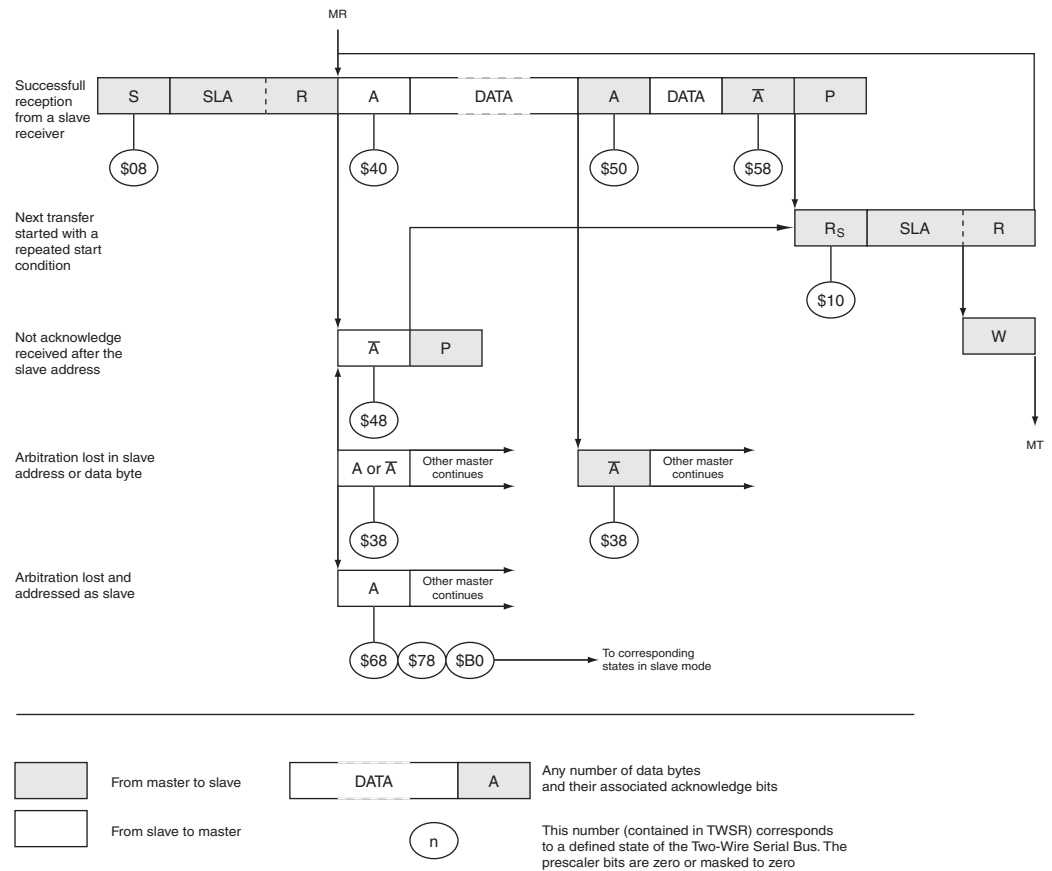 MR
Successfull
reception
from a slave
receiver
S SLA R A DATA A DATA A̅ P
$08 $40 $50 $58
Next transfer
started with a
repeated start
condition
RS SLA R
$10
Not acknowledge
received after the
slave address
A̅ P
W
$48
MT
Arbitration lost in slave
address or data byte
A or A̅ Other master
continues
A̅ Other master
continues
$38 $38
Arbitration lost and
addressed as slave
A Other master
continues
$68 $78 $B0
To corresponding
states in slave mode
From master to slave
DATA A
Any number of data bytes
and their associated acknowledge bits
From slave to master
n
This number (contained in TWSR) corresponds
to a defined state of the Two-Wire Serial Bus. The
prescaler bits are zero or masked to zero